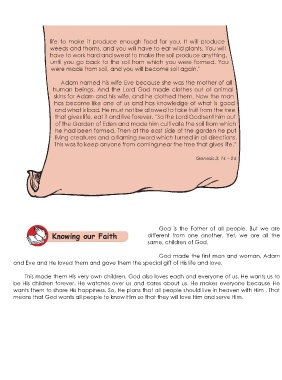 life to make it produce enough food for you. It will produce
weeds and thorns, and you will have to eat wild plants. You will
have to work hard and sweat to make the soil produce anything,
until you go back to the soil from which you were formed. You
were made from soil, and you will become soil again."
Adam named his wife Eve because she was the mother of all
human beings. And the Lord God made clothes out of animal
skins for Adam and his wife, and he clothed them. Now the man
has become like one of us and has knowledge of what is good
and what is bad. He must not be allowed to take fruit from the tree
that gives life, eat it and live forever. "So the Lord God sent him out
of the Garden of Eden and made him cultivate the soil from which
he had been formed. Then at the east side of the garden he put
living creatures and a flaming sword which turned in all directions.
This was to keep anyone from coming near the tree that gives life."
Genesis 3: 14 - 24
Knowing our Faith
God is the Father of all people. But we are
different from one another. Yet, we are all the
same, children of God.
God made the first man and woman, Adam
and Eve and He loved them and gave them the special gift of His life and love.
This made them His very own children. God also loves each and everyone of us. He wants us to
be His children forever. He watches over us and cares about us. He makes everyone because He
wants them to share His happiness. So, He plans that all people should live in heaven with Him . That
means that God wants all people to know Him so that they will love Him and serve Him.